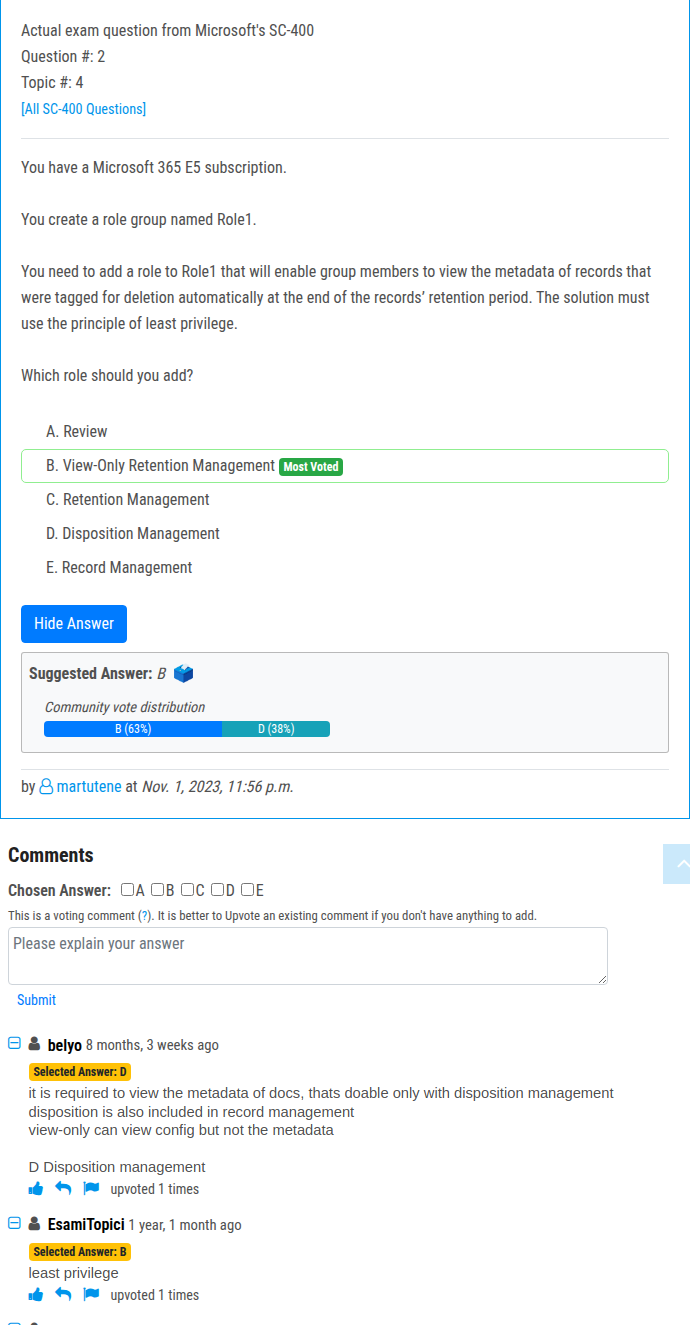 Actual exam question from Microsoft's SC-400
Question #: 2
Topic #: 4
[All SC-400 Questions]
You have a Microsoft 365 E5 subscription.
You create a role group named Role1.
You need to add a role to Role1 that will enable group members to view the metadata of records that
were tagged for deletion automatically at the end of the records’ retention period. The solution must
use the principle of least privilege.
Which role should you add?
A. Review
B. View-Only Retention Management Most Voted
C. Retention Management
D. Disposition Management
E. Record Management
Hide Answer
Suggested Answer: B
Community vote distribution
B (63%) D (38%)
by martutene at Nov. 1, 2023, 11:56 p.m.
Comments
Chosen Answer: A B C D E
This is a voting comment (?). It is better to Upvote an existing comment if you don't have anything to add.
Please explain your answer
Submit
belyo 8 months, 3 weeks ago
Selected Answer: D
it is required to view the metadata of docs, thats doable only with disposition management
disposition is also included in record management
view-only can view config but not the metadata
D Disposition management
upvoted 1 times
EsamiTopici 1 year, 1 month ago
Selected Answer: B
least privilege
upvoted 1 times